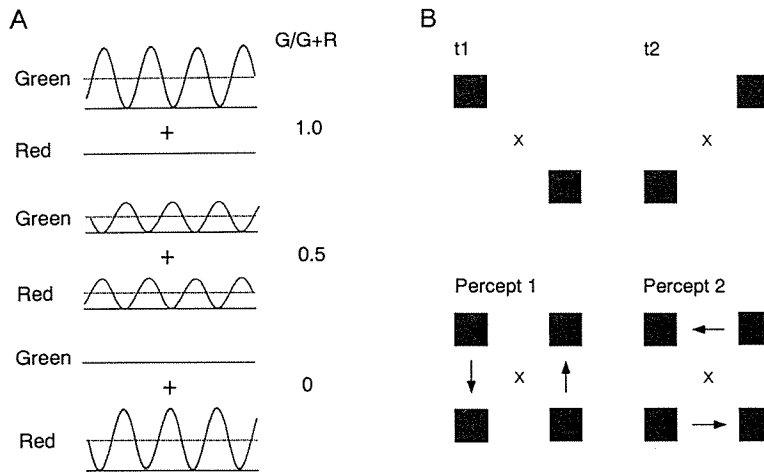 A
G/G+R
Green
+
1.0
Red
Green
+
0.5
Red
Green
+
0
Red
B
t1
t2
x
x
Percept 1
Percept 2
x
x